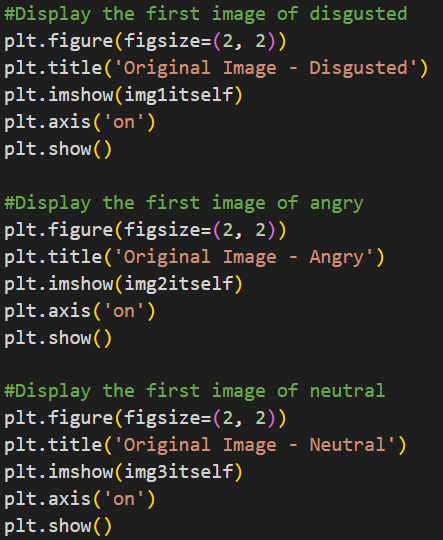 #Display the first image of disgusted
plt.figure(figsize=(2, 2))
plt.title('Original Image - Disgusted')
plt.imshow(img1itself)
plt.axis('on')
plt.show()

#Display the first image of angry
plt.figure(figsize=(2, 2))
plt.title('Original Image - Angry')
plt.imshow(img2itself)
plt.axis('on')
plt.show()

#Display the first image of neutral
plt.figure(figsize=(2, 2))
plt.title('Original Image - Neutral')
plt.imshow(img3itself)
plt.axis('on')
plt.show()